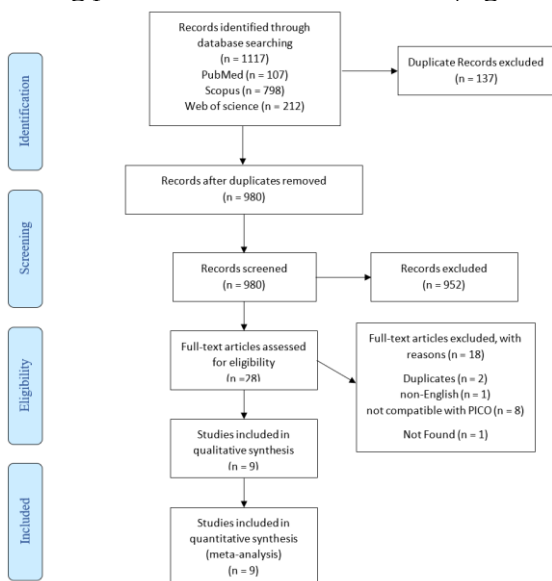 Identification
Records identified through
database searching
(n = 1117)
PubMed (n = 107)
Scopus (n = 798)
Web of science (n = 212)
Duplicate Records excluded
(n = 137)
Records after duplicates removed
(n = 980)
Screening
Records screened
(n = 980)
Records excluded
(n = 952)
Eligibility
Full-text articles assessed
for eligibility
(n =28)
Full-text articles excluded, with
reasons (n = 18)
Duplicates (n = 2)
non-English (n = 1)
not compatible with PICO (n = 8)
Not Found (n = 1)
Studies included in
qualitative synthesis
(n = 9)
Included
Studies included in
quantitative synthesis
(meta-analysis)
(n = 9)